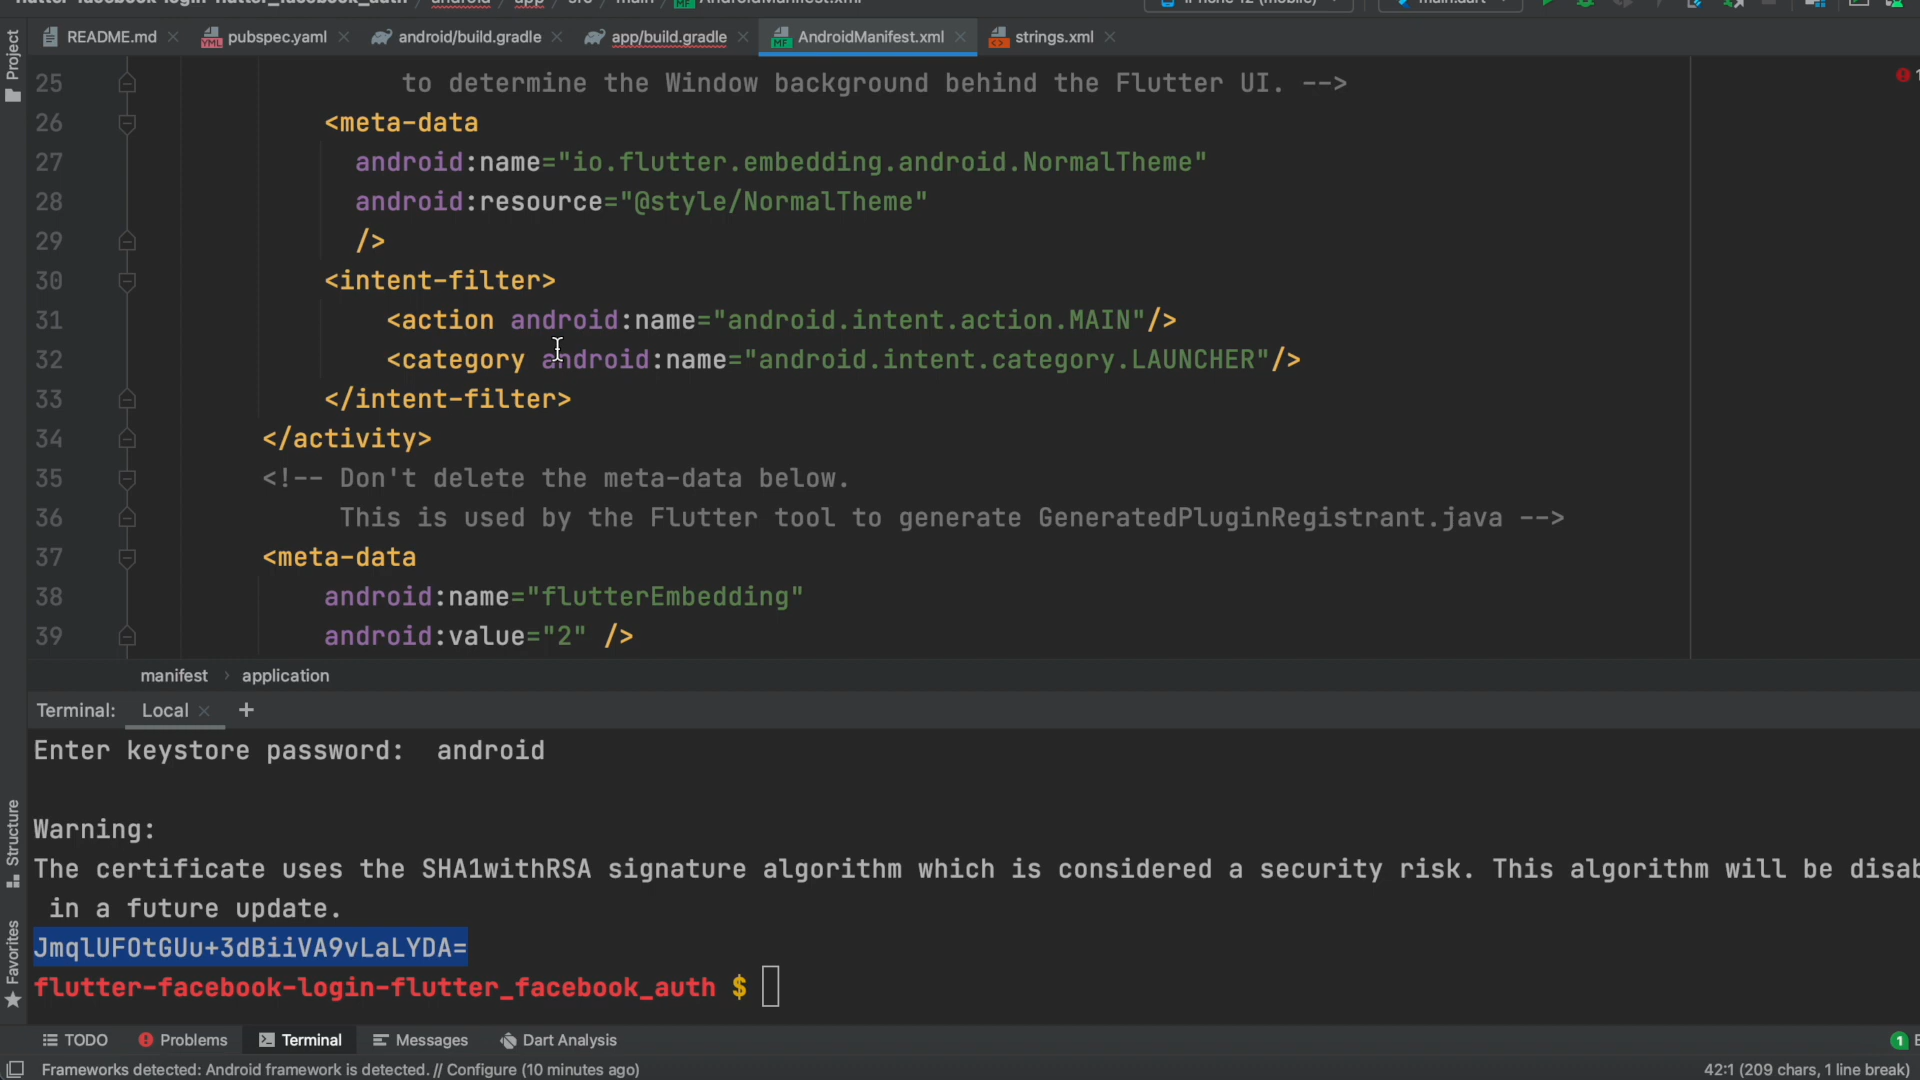 README.md pubspec.yaml android/build.gradle app/build.gradle AndroidManifest.xml strings.xml
Project
25 to determine the Window background behind the Flutter UI. -->
26 <meta-data
27 android:name="io.flutter.embedding.android.NormalTheme"
28 android:resource="@style/NormalTheme"
29 />
30 <intent-filter>
31 <action android:name="android.intent.action.MAIN"/>
32 <category android:name="android.intent.category.LAUNCHER"/>
33 </intent-filter>
34 </activity>
35 <!-- Don't delete the meta-data below.
36 This is used by the Flutter tool to generate GeneratedPluginRegistrant.java -->
37 <meta-data
38 android:name="flutterEmbedding"
39 android:value="2" />
manifest › application
Terminal: Local +
Enter keystore password:  android
Warning:
The certificate uses the SHA1withRSA signature algorithm which is considered a security risk. This algorithm will be disab
in a future update.
JmqlUFOtGUu+3dBiiVA9vLaLYDA=
flutter-facebook-login-flutter_facebook_auth $
Structure
Favorites
TODO Problems Terminal Messages Dart Analysis 1
Frameworks detected: Android framework is detected. // Configure (10 minutes ago) 42:1 (209 chars, 1 line break)